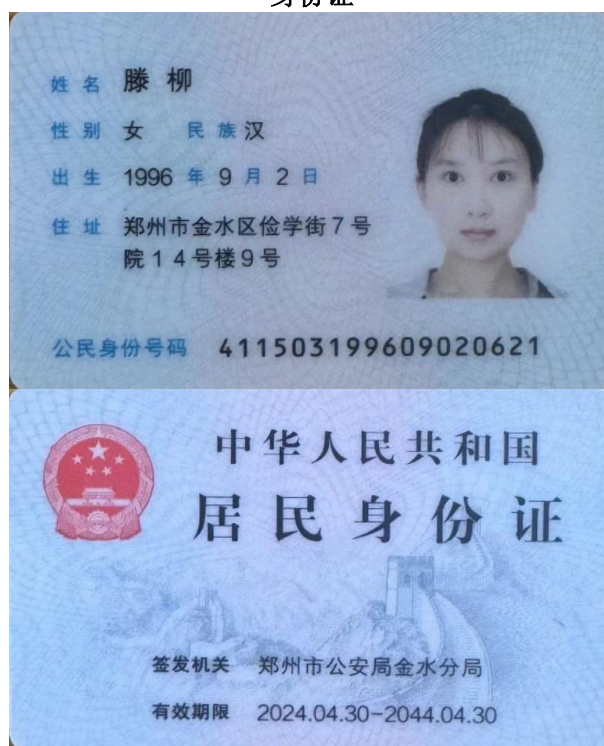 身份证
姓名 滕柳
性别 女 民族 汉
出生 1996 年 9 月 2 日
住址 郑州市金水区俭学街7号
院14号楼9号
公民身份号码 411503199609020621
中华人民共和国
居民身份证
签发机关 郑州市公安局金水分局
有效期限 2024.04.30-2044.04.30